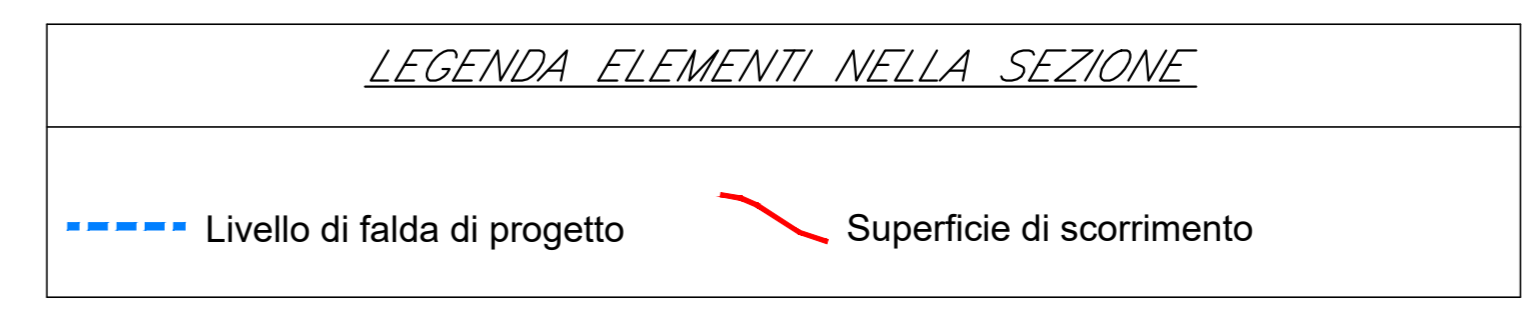 LEGENDA ELEMENTI NELLA SEZIONE
Livello di falda di progetto
Superficie di scorrimento